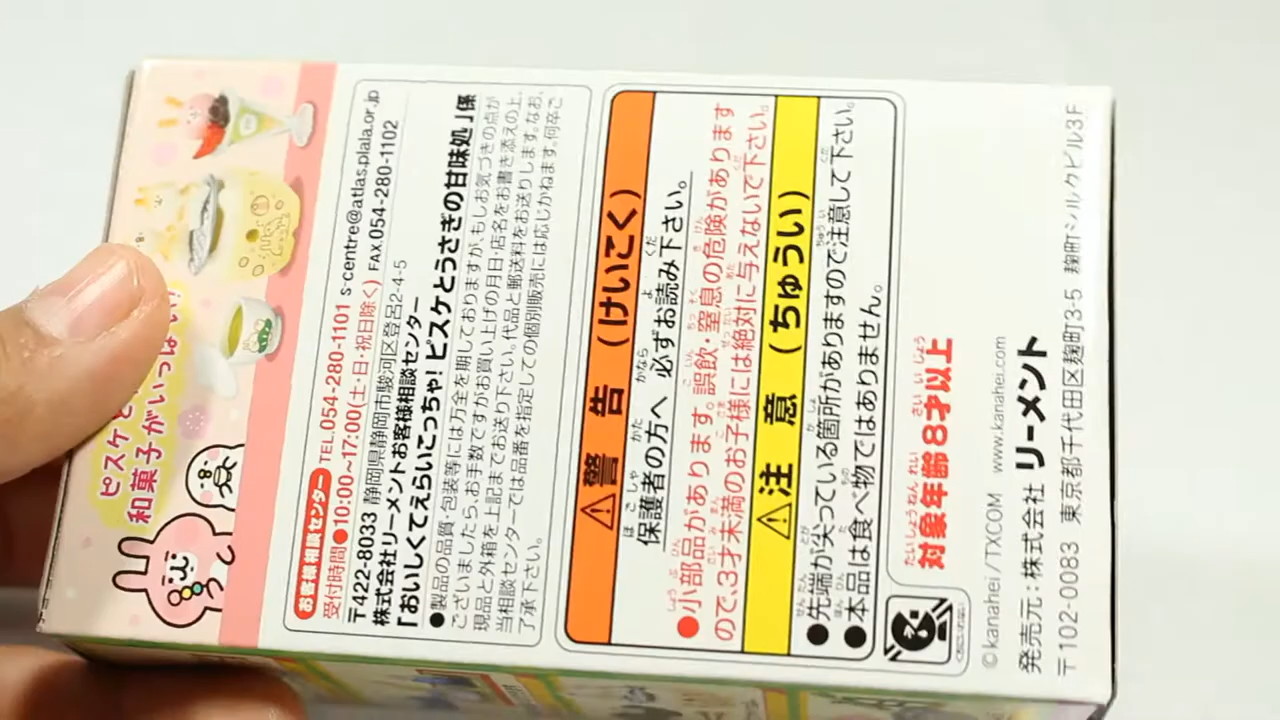 ピスケと
和菓子がいっぱい!
お客様相談センター TEL.054-280-1101 s-centre@atlas.plala.or.jp
受付時間●10:00~17:00(土・日・祝日除く) FAX.054-280-1102
〒422-8033 静岡県静岡市駿河区登呂2-4-5
株式会社リーメントお客様相談センター
「おいしくてえらいこっちゃ!ピスケとうさぎの甘味処」係
●製品の品質・包装等には万全を期しておりますが、もしお気づきの点が
ございましたら、お手数ですがお買い上げの月日・店名をお書き添えの上、
現品と外箱を上記までお送り下さい。代品と郵送料をお送りします。なお、
当相談センターでは品番を指定しての個別販売には応じかねます。何卒ご
了承下さい。
⚠警告(けいこく)
保護者の方へ 必ずお読み下さい。
●小部品があります。誤飲・窒息の危険があります
ので、3才未満のお子様には絶対に与えないで下さい。
⚠注意(ちゅうい)
●先端が尖っている箇所がありますので注意して下さい。
●本品は食べ物ではありません。
対象年齢8才以上
©kanahei/TXCOM www.kanahei.com
発売元:株式会社リーメント
〒102-0083 東京都千代田区麹町3-5 麹町シルクビル3F